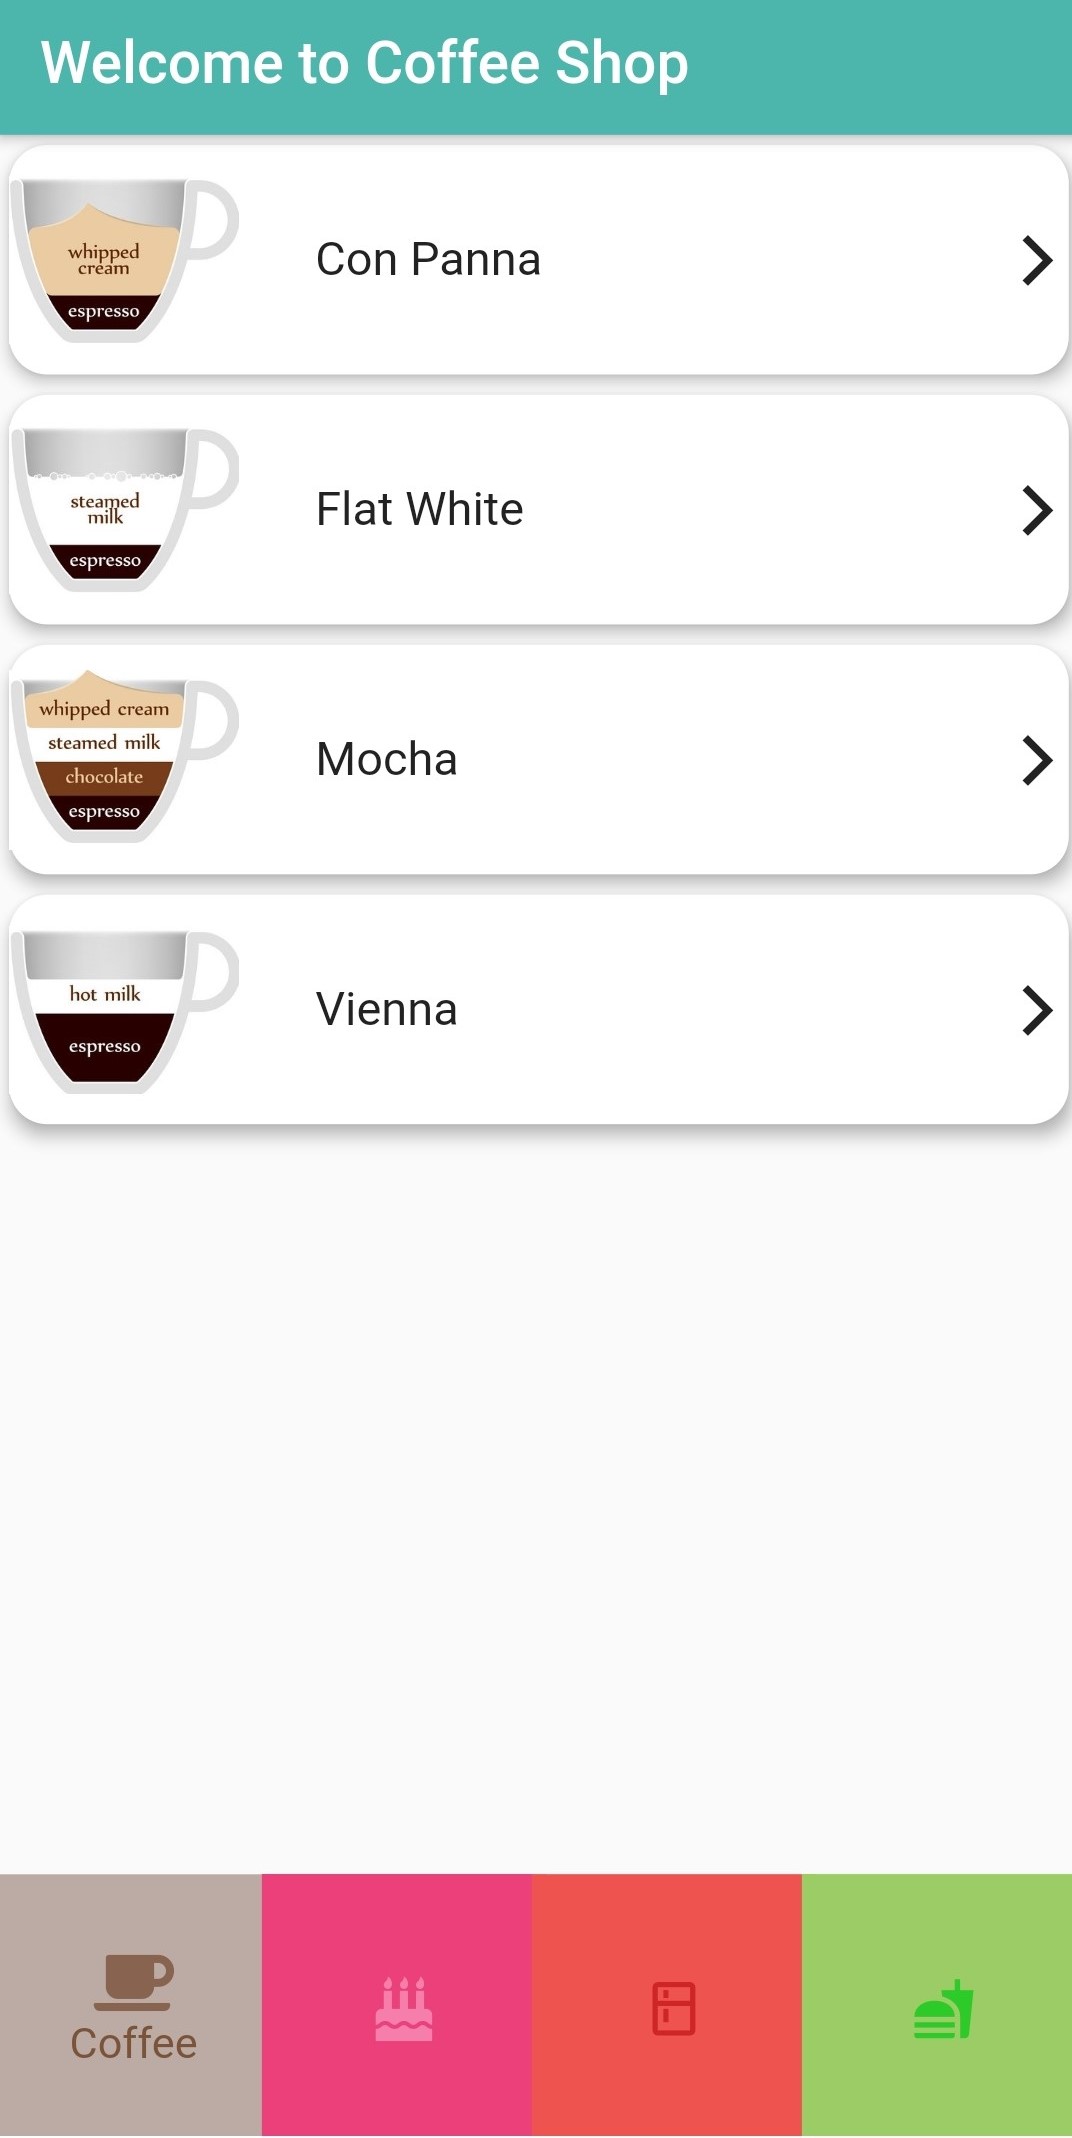 Welcome to Coffee Shop
whipped
cream
espresso
Con Panna
steamed
milk
espresso
Flat White
whipped cream
steamed milk
chocolate
espresso
Mocha
hot milk
espresso
Vienna
Coffee